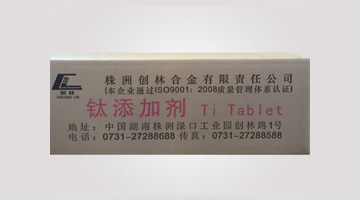 株洲创林合金有限责任公司
(本企业通过ISO9001：2008质量管理体系认证)
创林
钛添加剂 Ti Tablet
地址：中国湖南株洲渌口工业园创林路1号
电话：0731-27288688 传真：0731-27288588